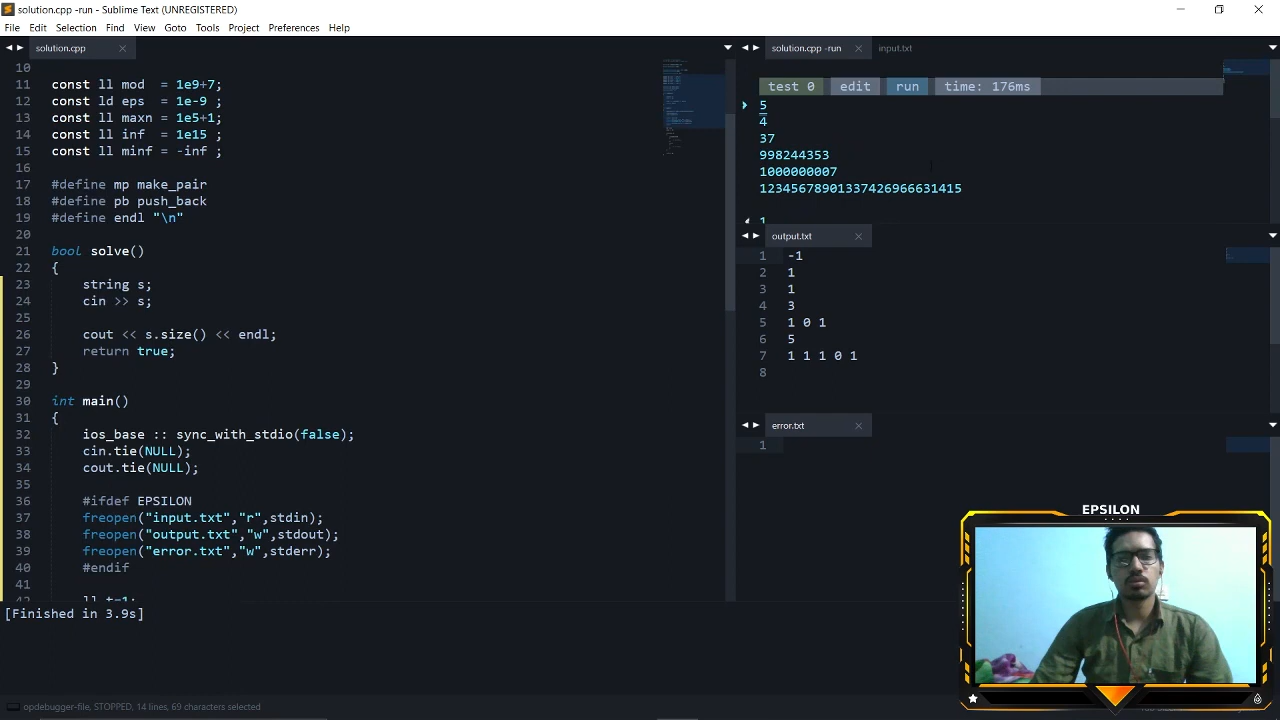 solution.cpp -run - Sublime Text (UNREGISTERED)
File Edit Selection Find View Goto Tools Project Preferences Help
solution.cpp
10
11 const ll mod = 1e9+7;
12 const ld eps = 1e-9 ;
13 const ll mixn = 1e5+1;
14 const ll inf = 1e15 ;
15 const ll minf = -inf ;
16
17 #define mp make_pair
18 #define pb push_back
19 #define endl "\n"
20
21 bool solve()
22 {
23 string s;
24 cin >> s;
25
26 cout << s.size() << endl;
27 return true;
28 }
29
30 int main()
31 {
32 ios_base :: sync_with_stdio(false);
33 cin.tie(NULL);
34 cout.tie(NULL);
35
36 #ifdef EPSILON
37 freopen("input.txt","r",stdin);
38 freopen("output.txt","w",stdout);
39 freopen("error.txt","w",stderr);
40 #endif
41
42 ll t=1;
[Finished in 3.9s]
opdebugger-file, STOPPED, 14 lines, 69 characters selected
solution.cpp -run input.txt
test 0 edit run time: 176ms
5
4
37
998244353
1000000007
12345678901337426966631415
1
output.txt
1 -1
2 1
3 1
4 3
5 1 0 1
6 5
7 1 1 1 0 1
8
error.txt
1
EPSILON